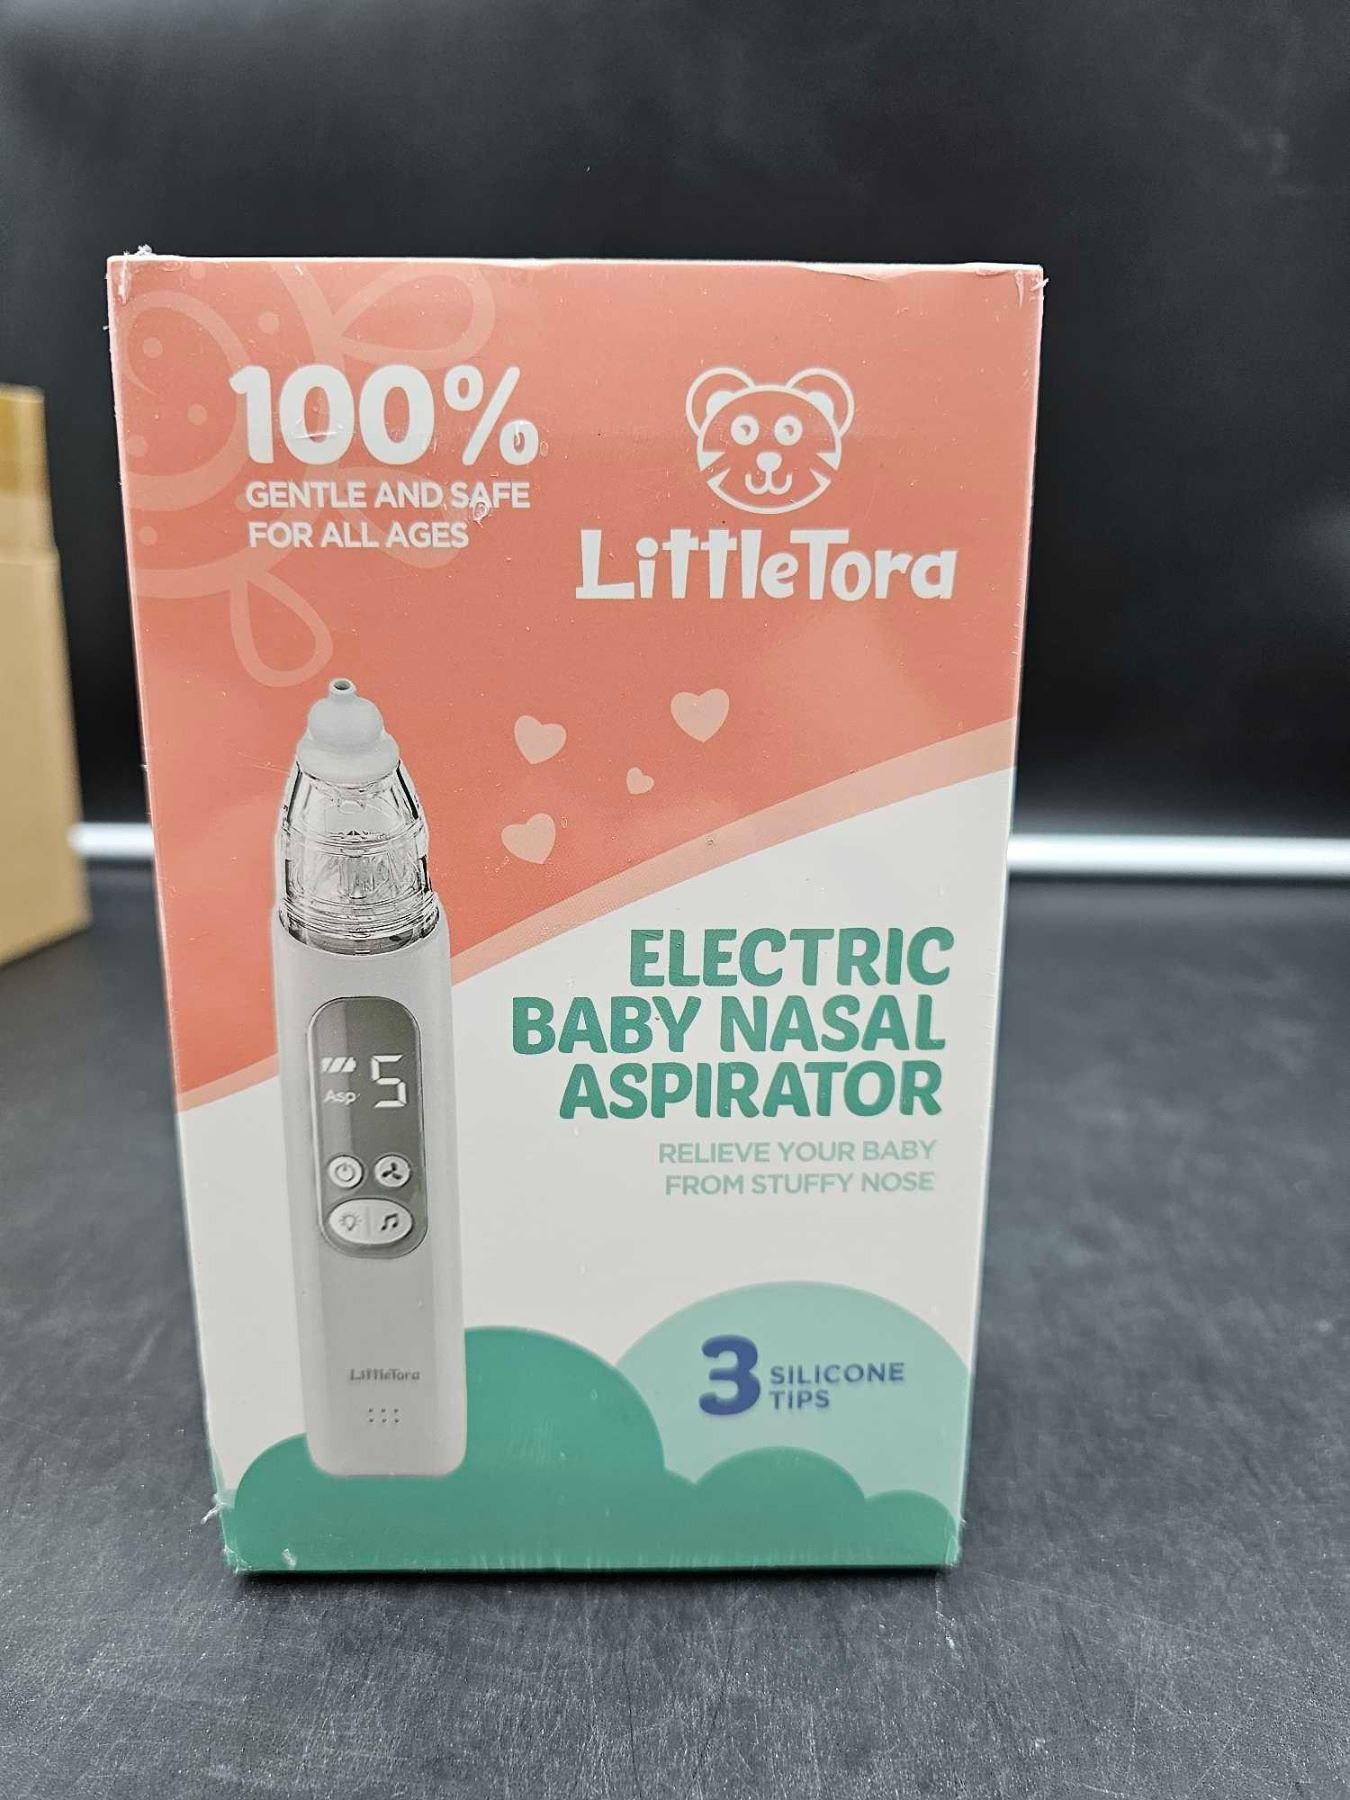 100%
GENTLE AND SAFE
FOR ALL AGES
LittleTora
ELECTRIC
BABY NASAL
ASPIRATOR
RELIEVE YOUR BABY
FROM STUFFY NOSE
Asp 5
LittleTora
3 SILICONE
TIPS